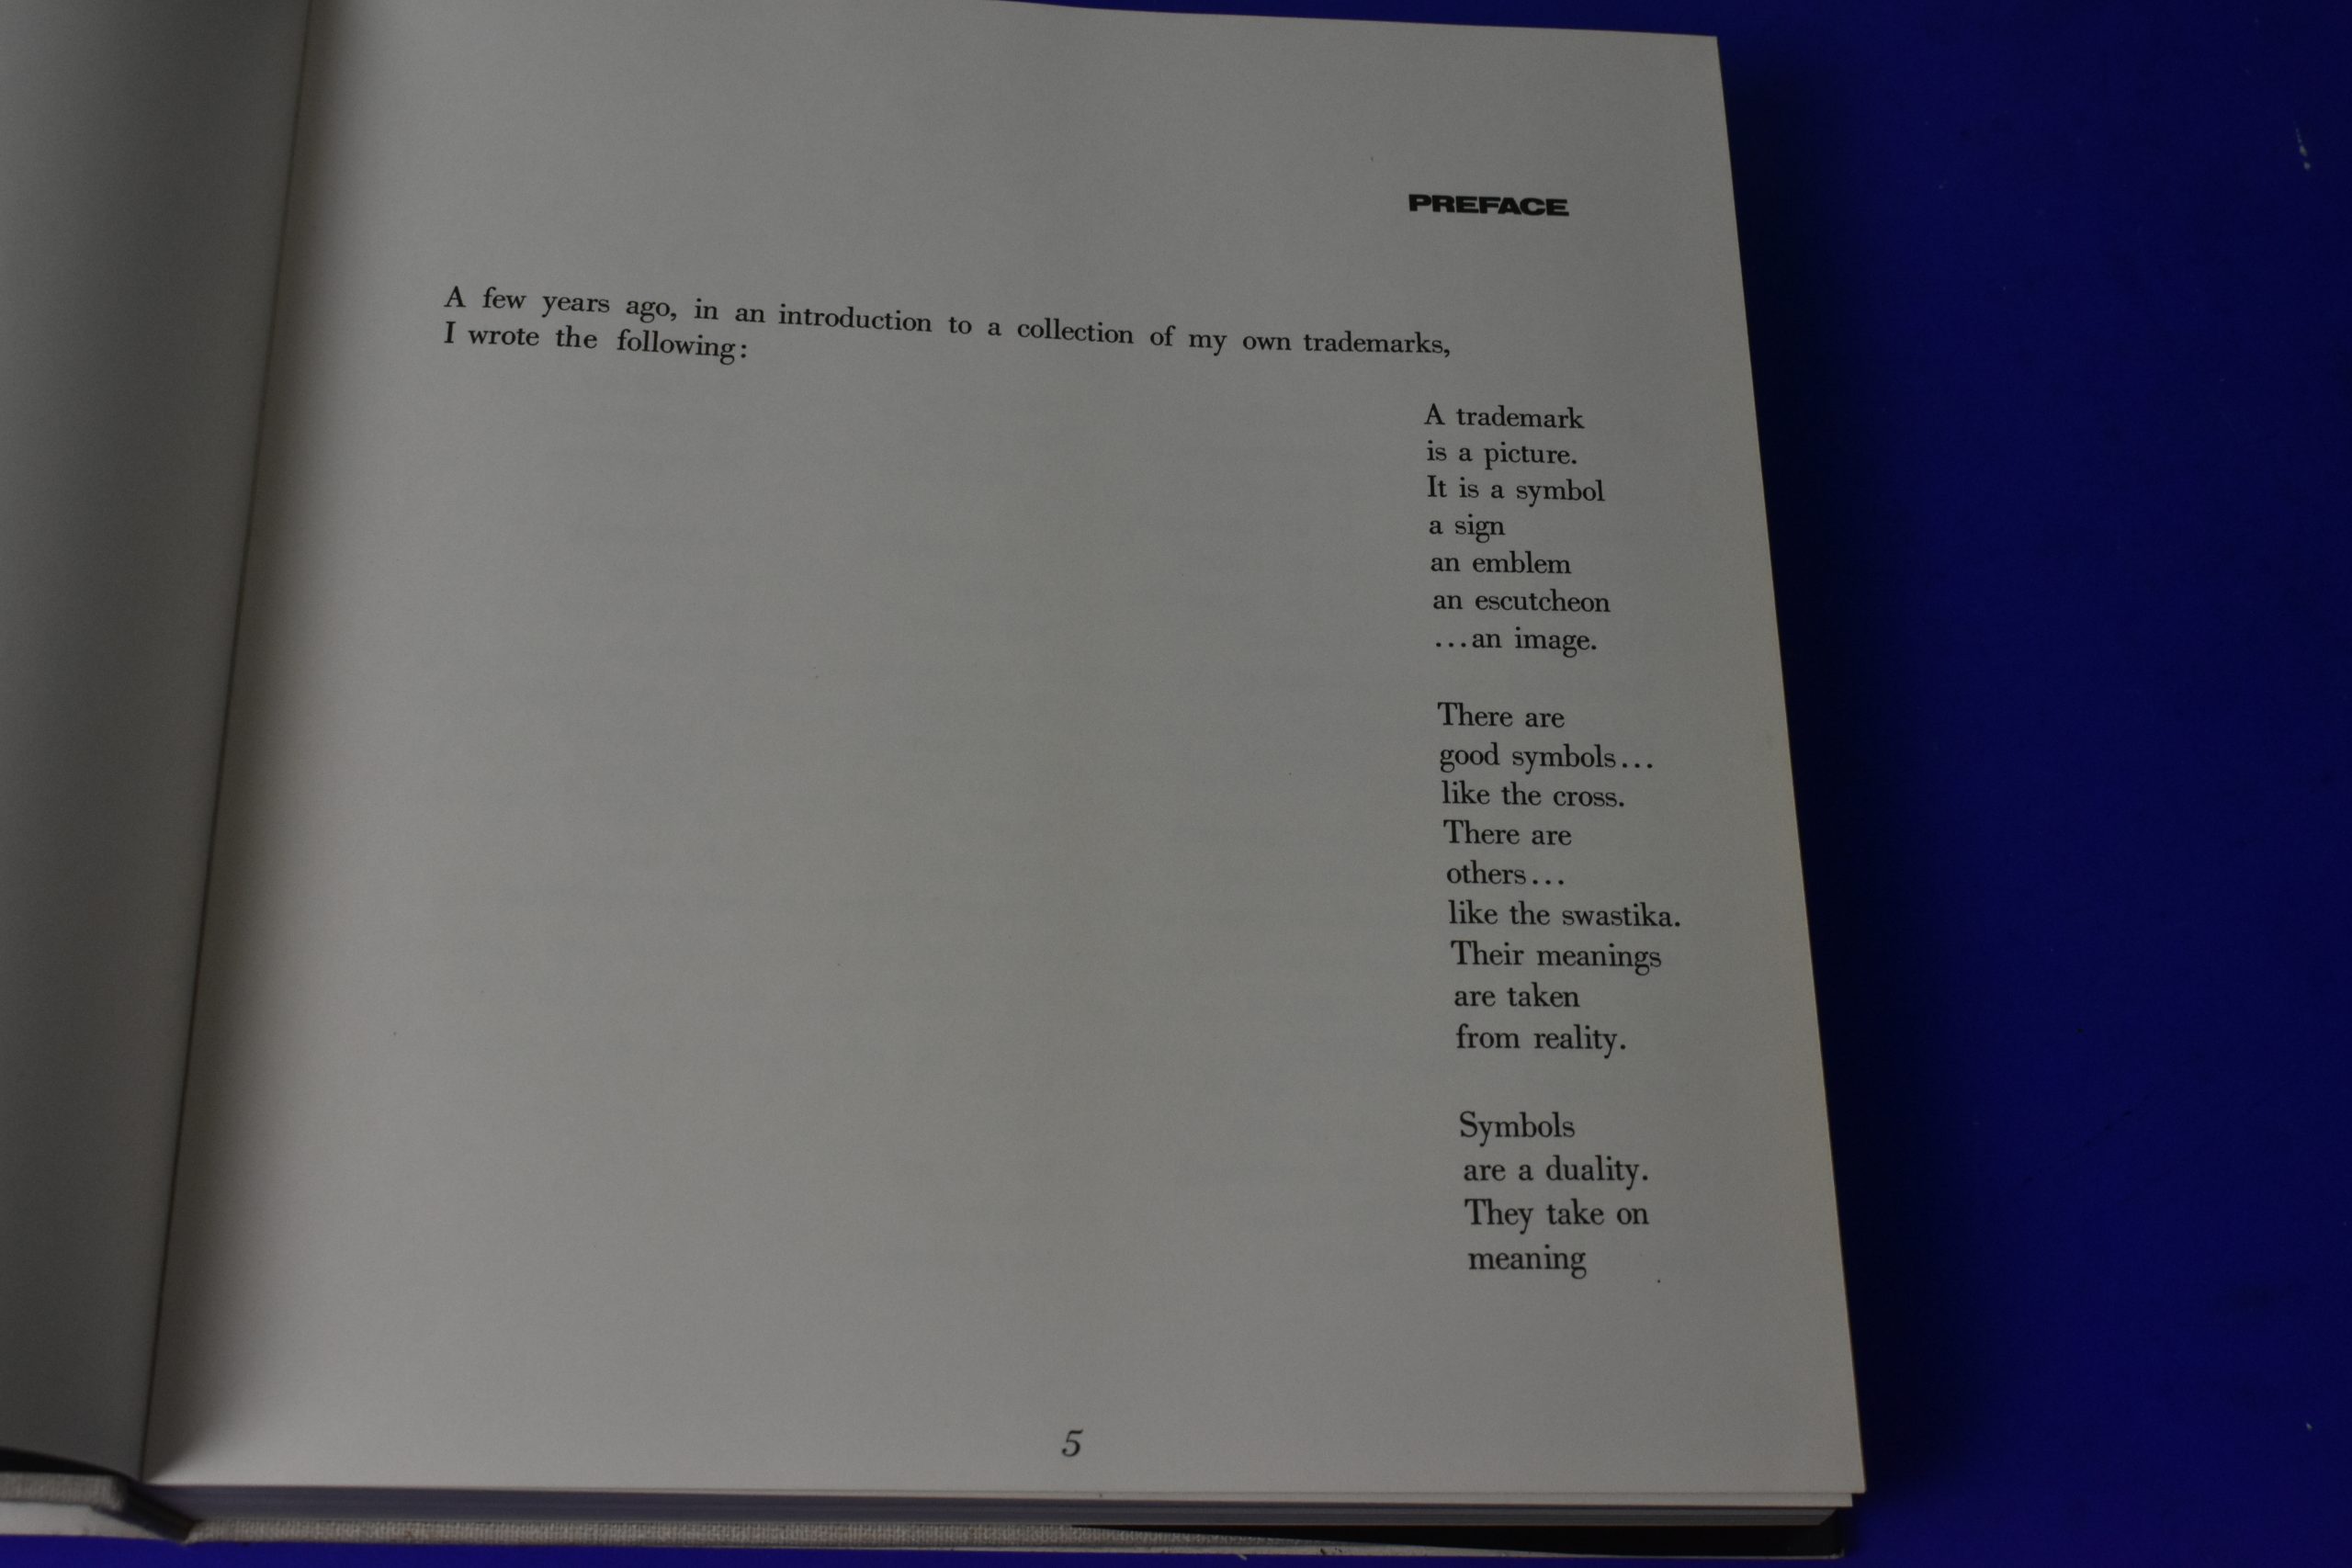 PREFACE
A few years ago, in an introduction to a collection of my own trademarks,
I wrote the following:
A trademark
is a picture.
It is a symbol
a sign
an emblem
an escutcheon
...an image.
There are
good symbols...
like the cross.
There are
others...
like the swastika.
Their meanings
are taken
from reality.
Symbols
are a duality.
They take on
meaning
5